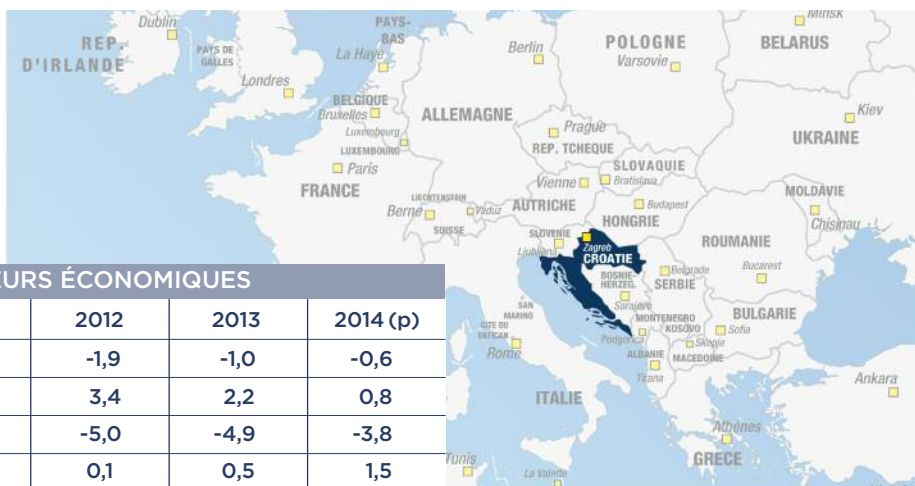 Dublin
Minsk
REP.
D'IRLANDE
PAYS DE
GALLES
PAYS-
BAS
La Haye
Berlin
POLOGNE
Varsovie
BELARUS
Londres
BELGIQUE
Bruxelles
ALLEMAGNE
Kiev
UKRAINE
Luxembourg
LUXEMBOURG
Prague
REP. TCHEQUE
Paris
FRANCE
SLOVAQUIE
Bratislava
Vienne
AUTRICHE
MOLDAVIE
Chisinau
LIECHTENSTEIN
Vaduz
Berne
SUISSE
Budapest
HONGRIE
SLOVENIE
Ljubljana
Zagreb
CROATIE
ROUMANIE
Bucarest
BOSNIE-
HERZEG.
Sarajevo
Belgrade
SERBIE
SAN
MARINO
CITE DU
VATICAN
Rome
MONTENEGRO
Podgorica
KOSOVO
BULGARIE
Sofia
Skopje
ALBANIE
MACEDOINE
Tirana
ITALIE
Ankara
Athènes
GRECE
Tunis
La Valette
EURS ÉCONOMIQUES
2012 2013 2014 (p)
-1,9 -1,0 -0,6
3,4 2,2 0,8
-5,0 -4,9 -3,8
0,1 0,5 1,5